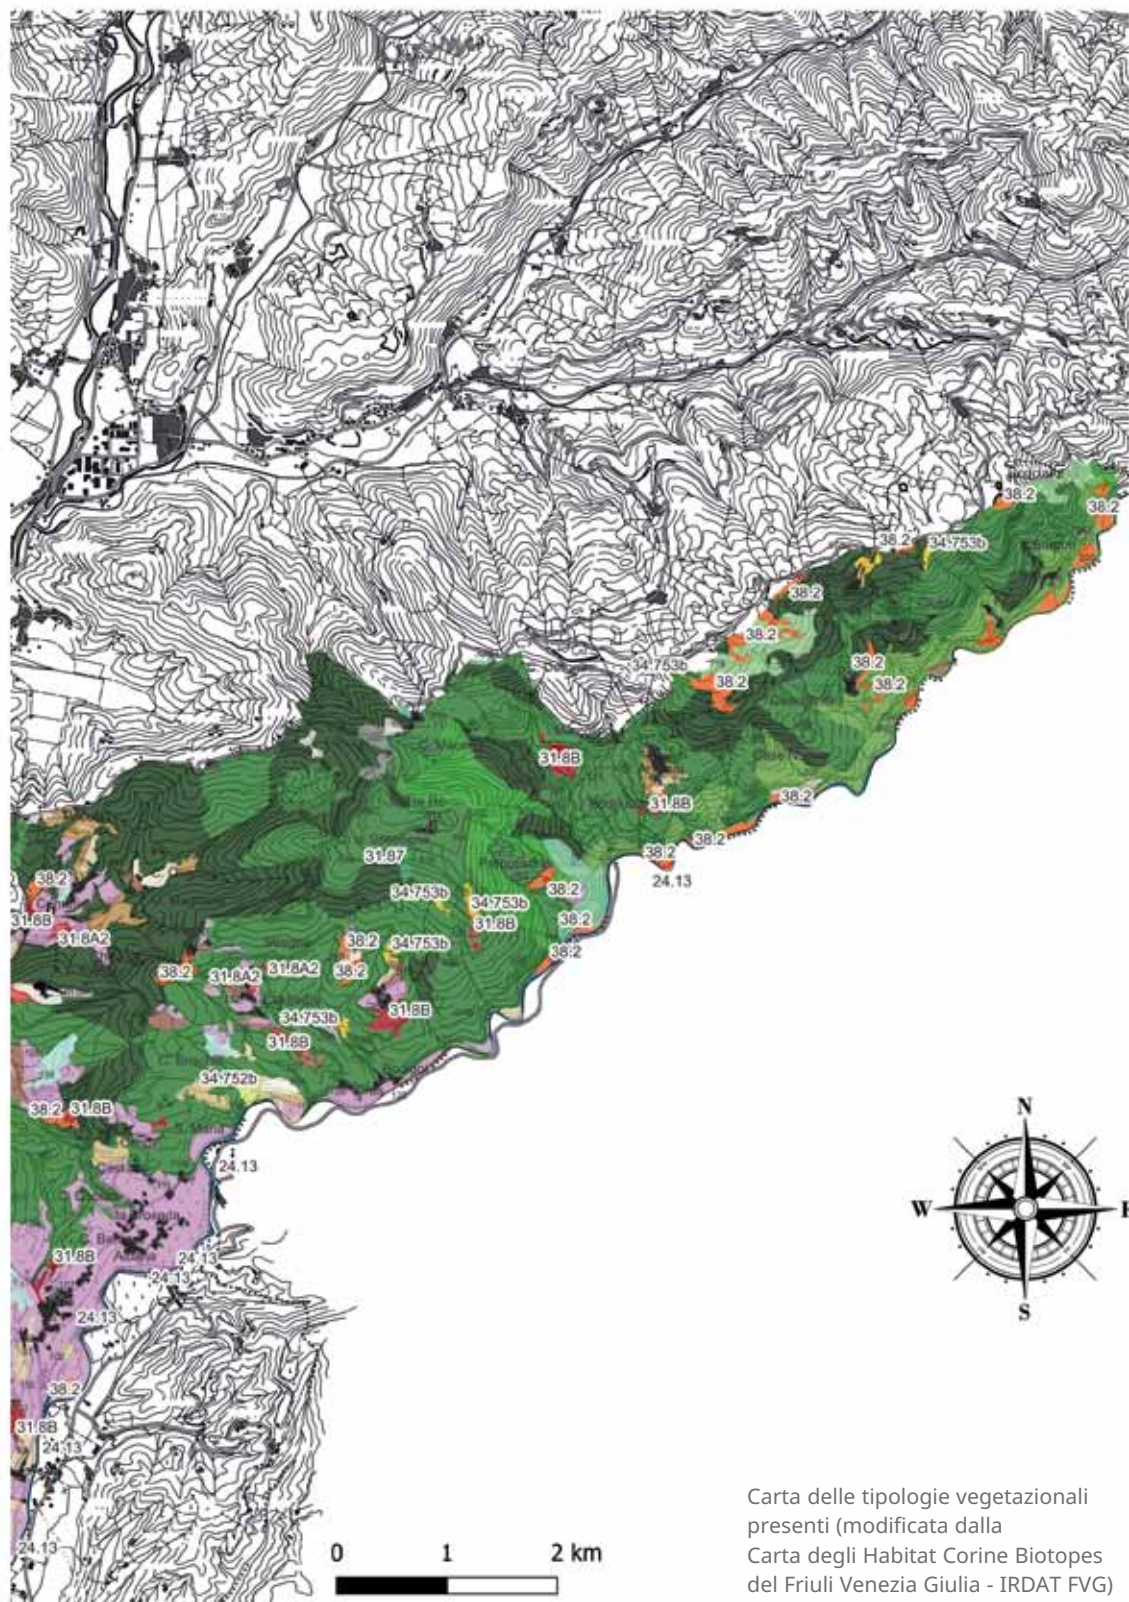 38.2
38.2
38.2
34.753b
38.2
38.2
34.753b
38.2
38.2
38.2
31.8B
31.8B
38.2
38.2
38.2
24.13
31.87
34.753b
34.753b
31.8B
38.2
38.2
38.2
38.2
31.8B
31.8A2
38.2
34.753b
38.2
38.2
31.8A2
31.8A2
31.8B
34.753b
31.8B
34.752b
38.2
31.8B
24.13
31.8B
24.13
24.13
24.13
38.2
31.8B
24.13
24.13
N
W
E
S
0 1 2 km
Carta delle tipologie vegetazionali
presenti (modificata dalla
Carta degli Habitat Corine Biotopes
del Friuli Venezia Giulia - IRDAT FVG)